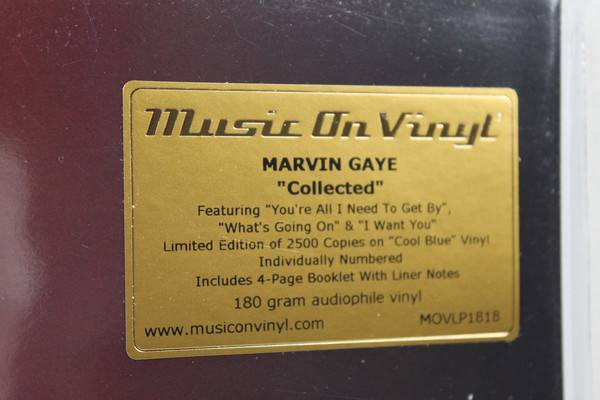 Music On Vinyl
MARVIN GAYE
"Collected"
Featuring "You're All I Need To Get By",
"What's Going On" & "I Want You"
Limited Edition of 2500 Copies on "Cool Blue" Vinyl
Individually Numbered
Includes 4-Page Booklet With Liner Notes
180 gram audiophile vinyl
www.musiconvinyl.com
MOVLP1818